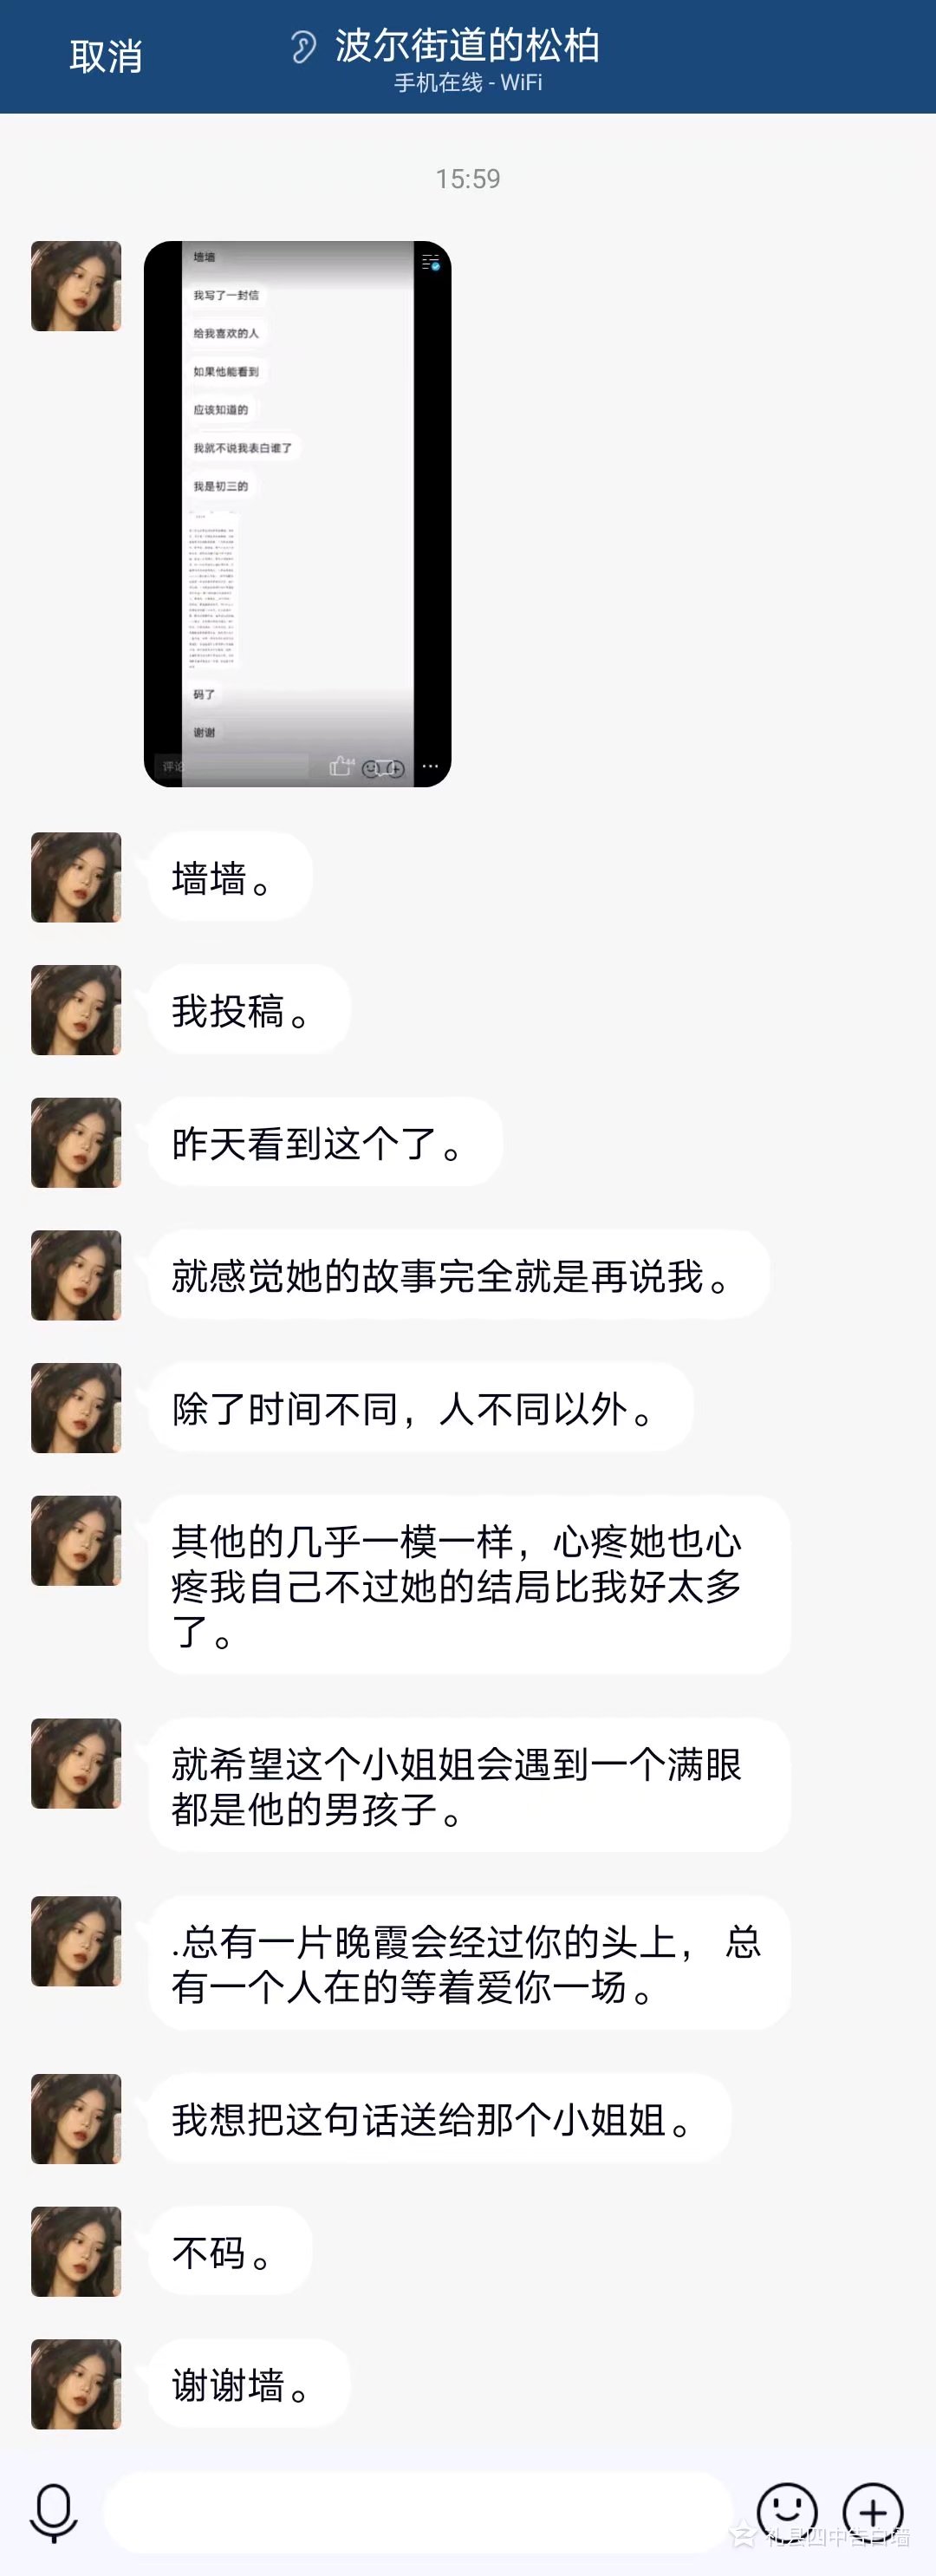 取消
波尔街道的松柏
手机在线 - WiFi
15:59
墙墙
我写了一封信
给我喜欢的人
如果他能看到
应该知道的
我就不说我表白谁了
我是初三的
码了
谢谢
评论
44
墙墙。
我投稿。
昨天看到这个了。
就感觉她的故事完全就是再说我。
除了时间不同，人不同以外。
其他的几乎一模一样，心疼她也心
疼我自己不过她的结局比我好太多
了。
就希望这个小姐姐会遇到一个满眼
都是他的男孩子。
.总有一片晚霞会经过你的头上， 总
有一个人在的等着爱你一场。
我想把这句话送给那个小姐姐。
不码。
谢谢墙。
礼县四中告白墙